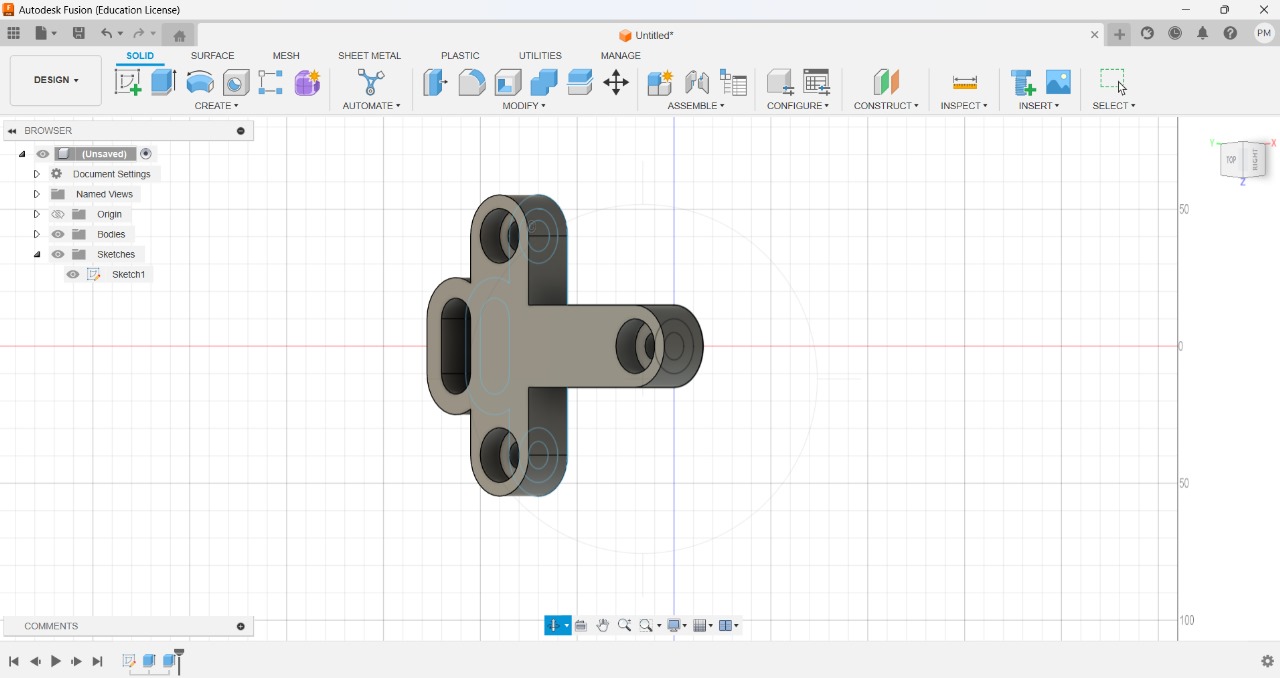 Autodesk Fusion (Education License)
Untitled*
PM
SOLID SURFACE MESH SHEET METAL PLASTIC UTILITIES MANAGE
DESIGN
CREATE AUTOMATE MODIFY ASSEMBLE CONFIGURE CONSTRUCT INSPECT INSERT SELECT
BROWSER
(Unsaved)
Document Settings
Named Views
Origin
Bodies
Sketches
Sketch1
Y X
TOP RIGHT
Z
50
0
50
100
COMMENTS